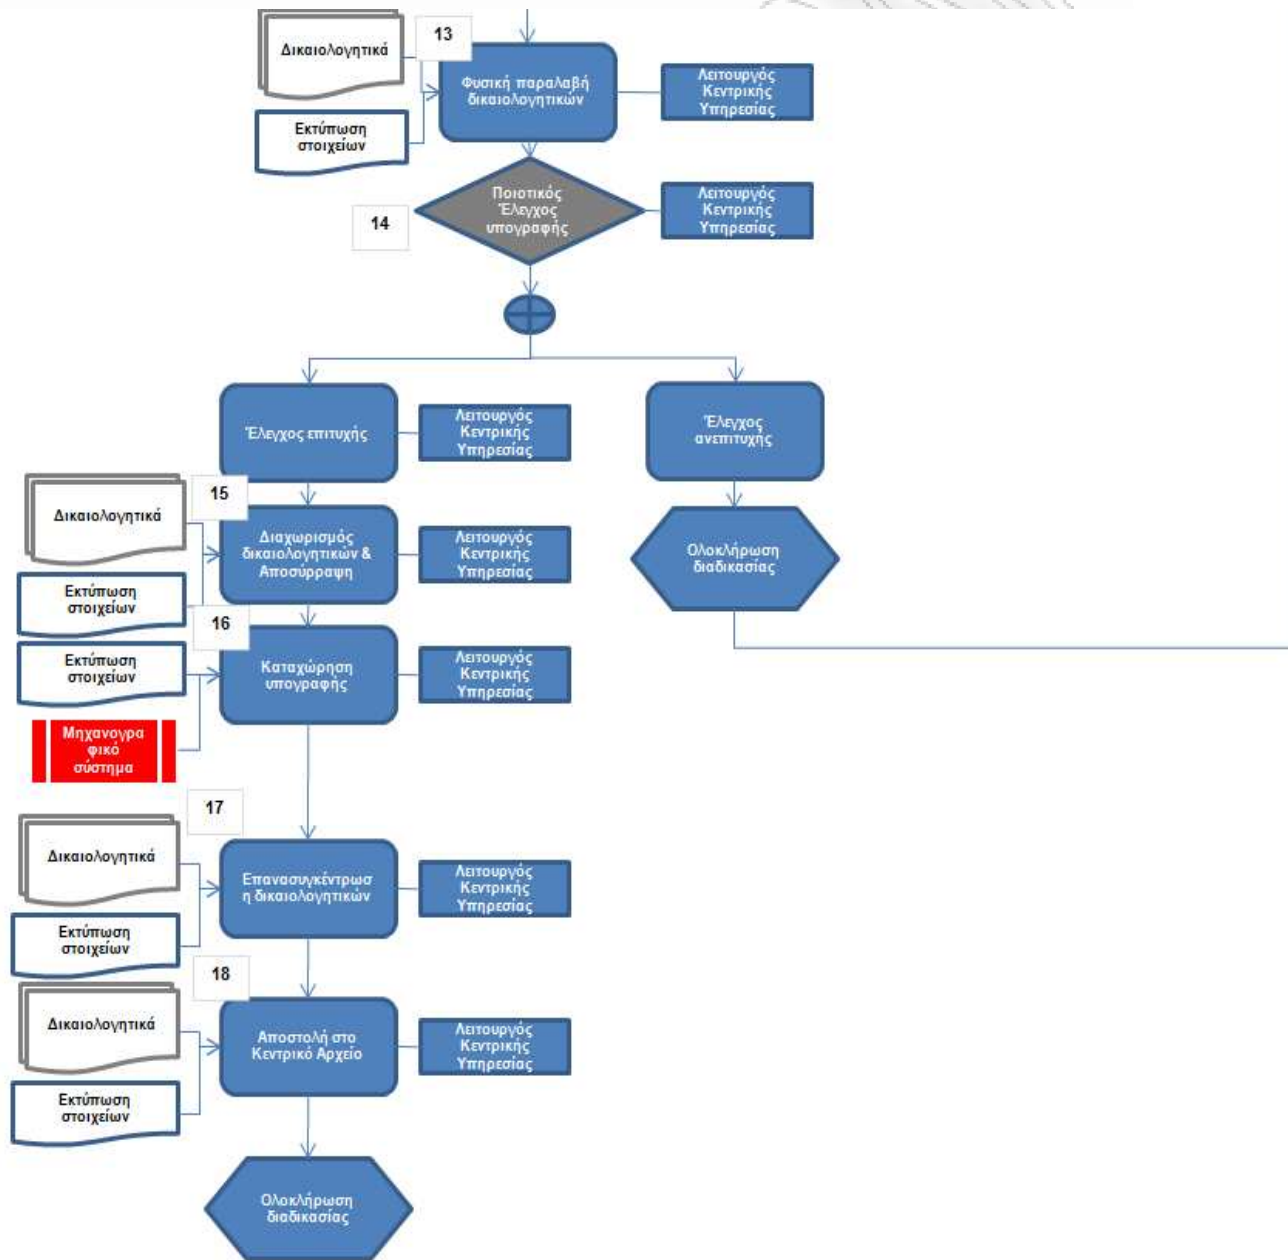 Δικαιολογητικά
13
Φυσική παραλαβή
δικαιολογητικών
Λειτουργός
Κεντρικής
Υπηρεσίας
Εκτύπωση
στοιχείων
14
Ποιοτικός
Έλεγχος
υπογραφής
Λειτουργός
Κεντρικής
Υπηρεσίας
Έλεγχος επιτυχής
Λειτουργός
Κεντρικής
Υπηρεσίας
Έλεγχος
ανεπιτυχής
Δικαιολογητικά
15
Διαχωρισμός
δικαιολογητικών &
Αποσύρραψη
Λειτουργός
Κεντρικής
Υπηρεσίας
Ολοκλήρωση
διαδικασίας
Εκτύπωση
στοιχείων
16
Εκτύπωση
στοιχείων
Καταχώρηση
υπογραφής
Λειτουργός
Κεντρικής
Υπηρεσίας
Μηχανογρα
φικό
σύστημα
17
Δικαιολογητικά
Επανασυγκέντρωσ
η δικαιολογητικών
Λειτουργός
Κεντρικής
Υπηρεσίας
Εκτύπωση
στοιχείων
18
Δικαιολογητικά
Αποστολή στο
Κεντρικό Αρχείο
Λειτουργός
Κεντρικής
Υπηρεσίας
Εκτύπωση
στοιχείων
Ολοκλήρωση
διαδικασίας